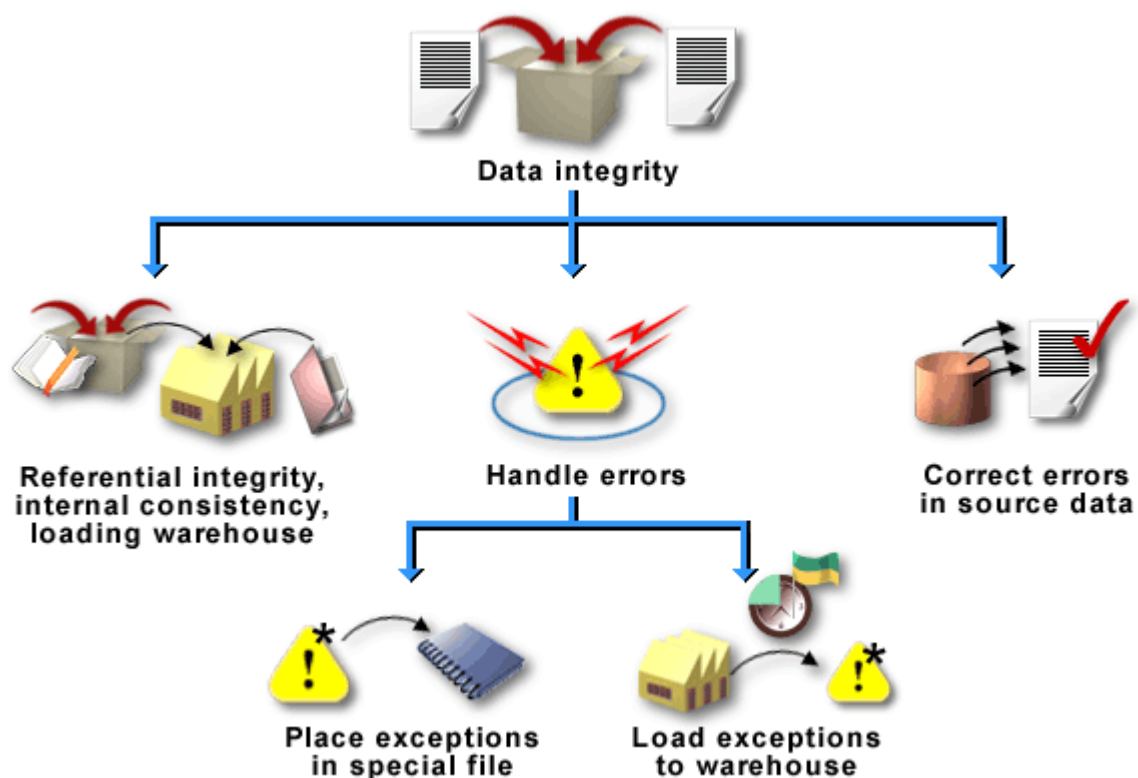 Data integrity
Referential integrity,
internal consistency,
loading warehouse
Handle errors
Correct errors
in source data
Place exceptions
in special file
Load exceptions
to warehouse